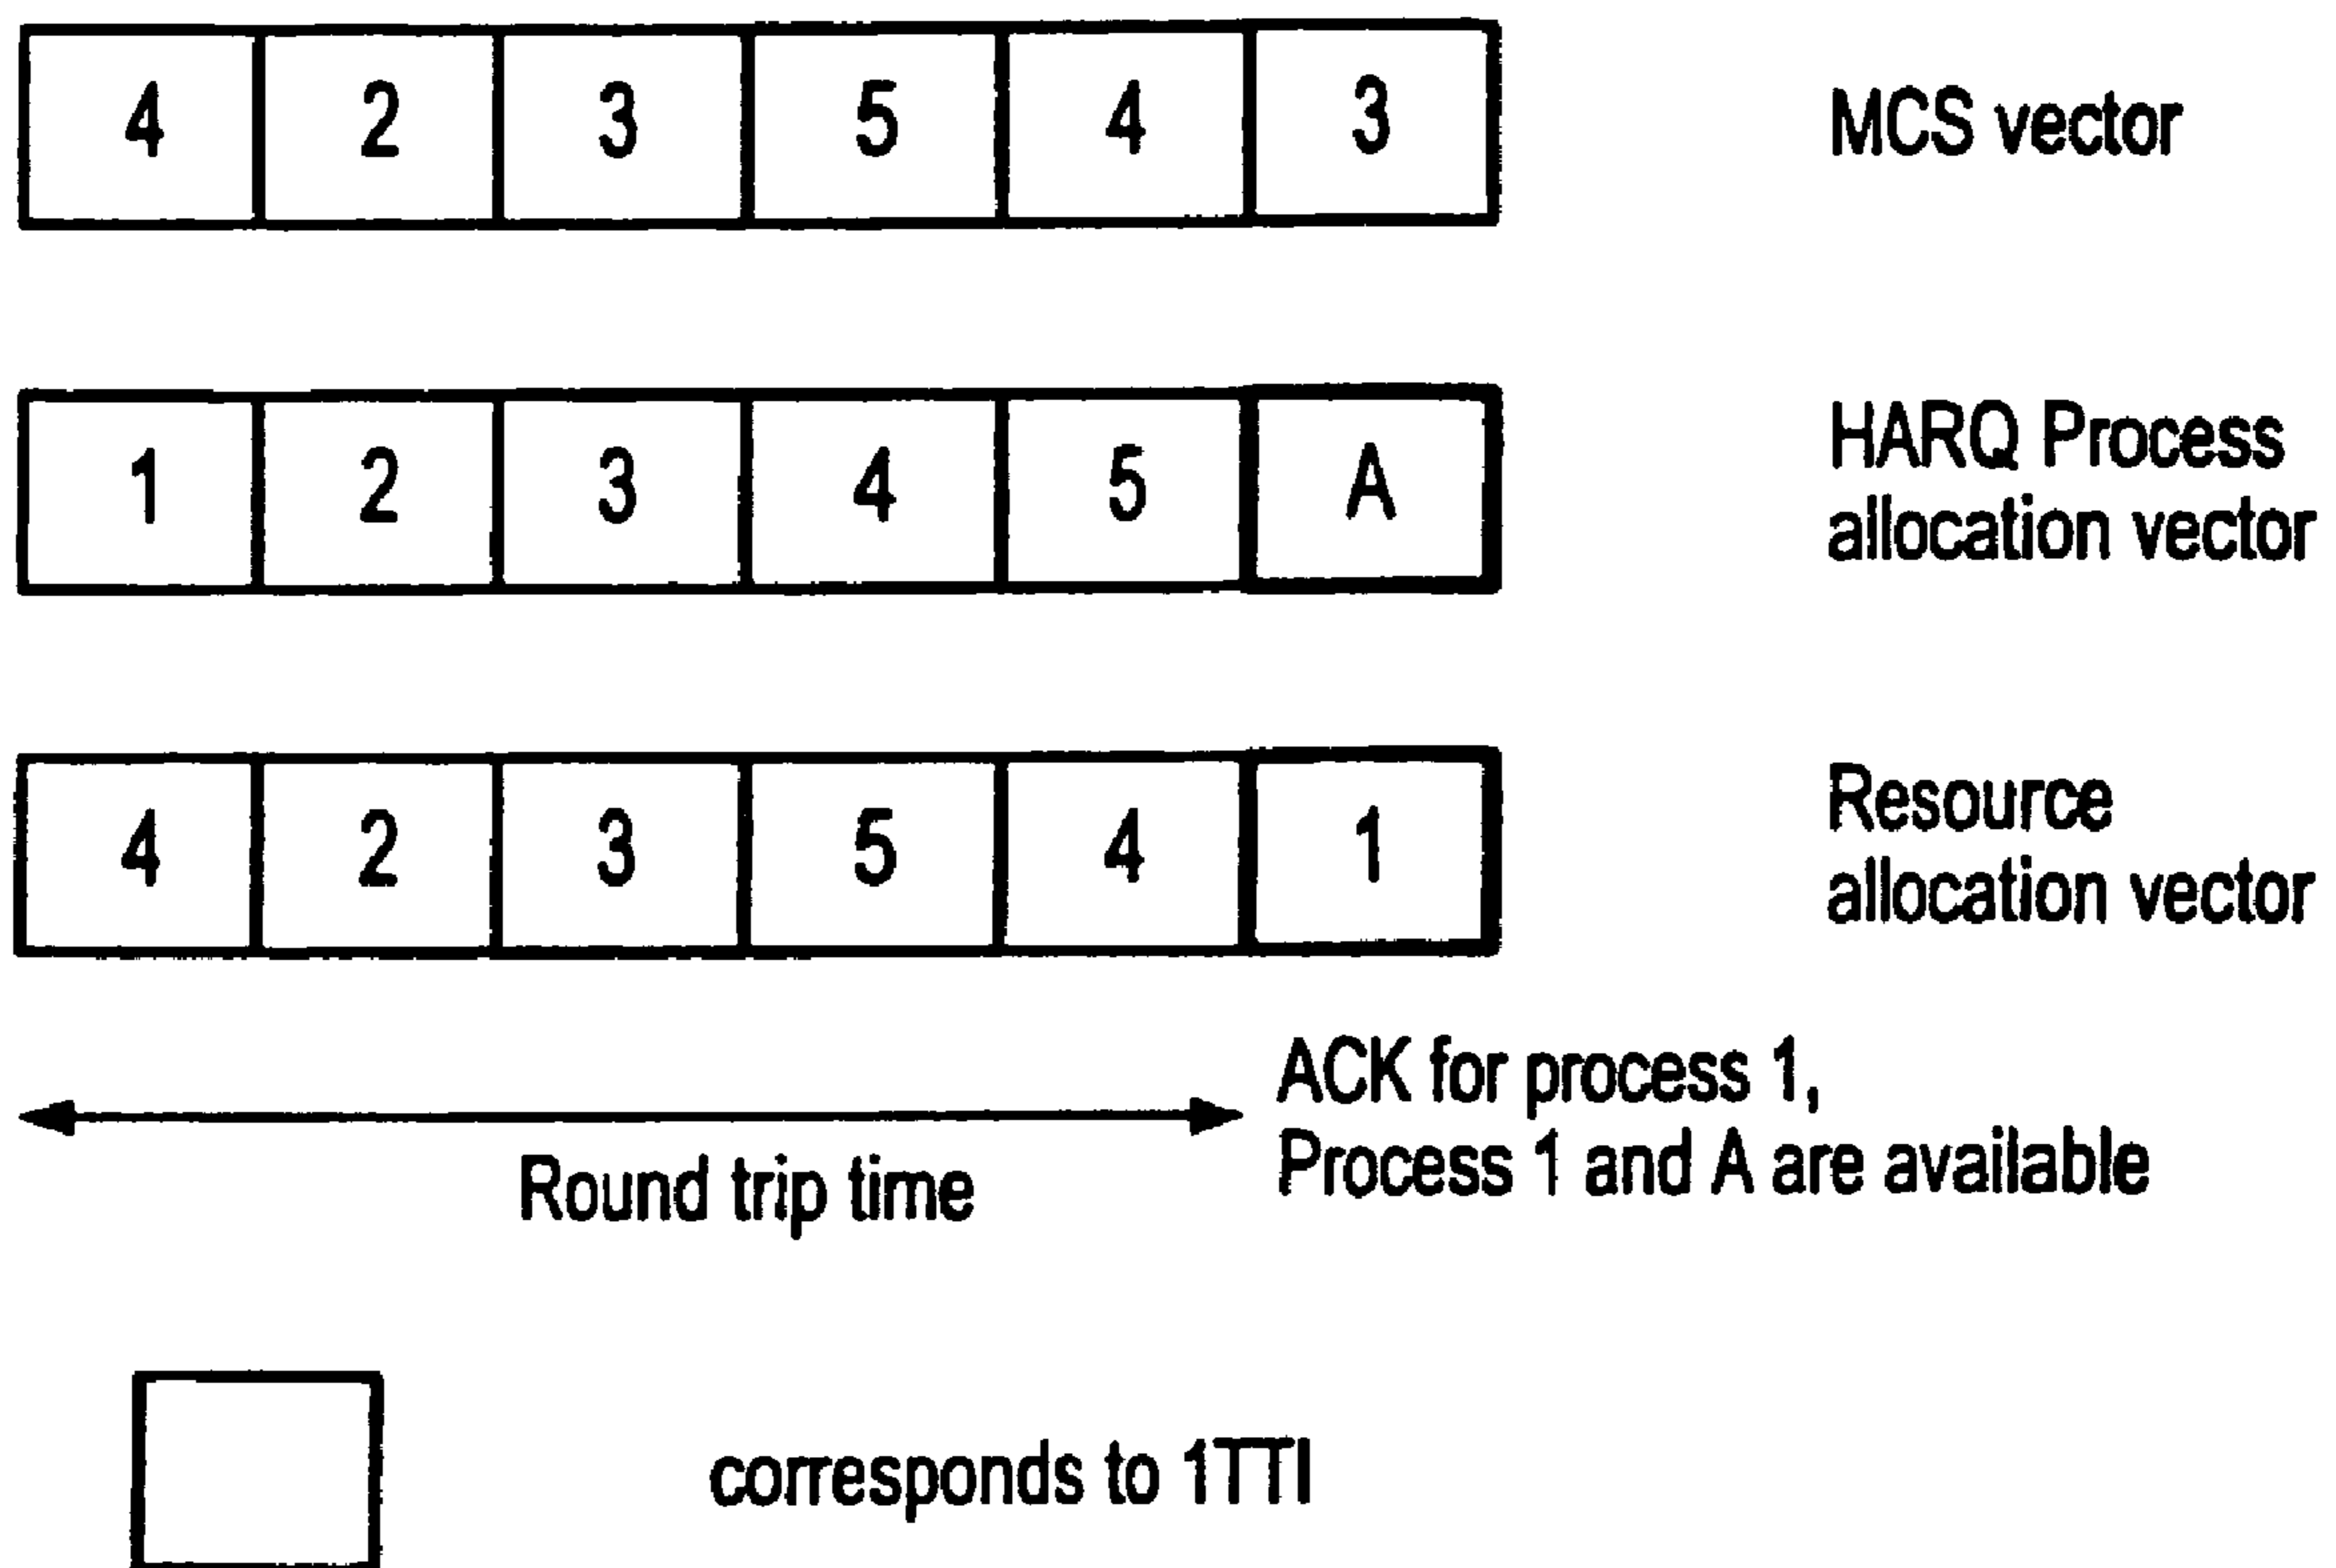 4 2 3 5 4 3 MCS vector
1 2 3 4 5 A HARQ Process
allocation vector
4 2 3 5 4 1 Resource
allocation vector
ACK for process 1,
Process 1 and A are available
Round trip time
corresponds to 1TTI